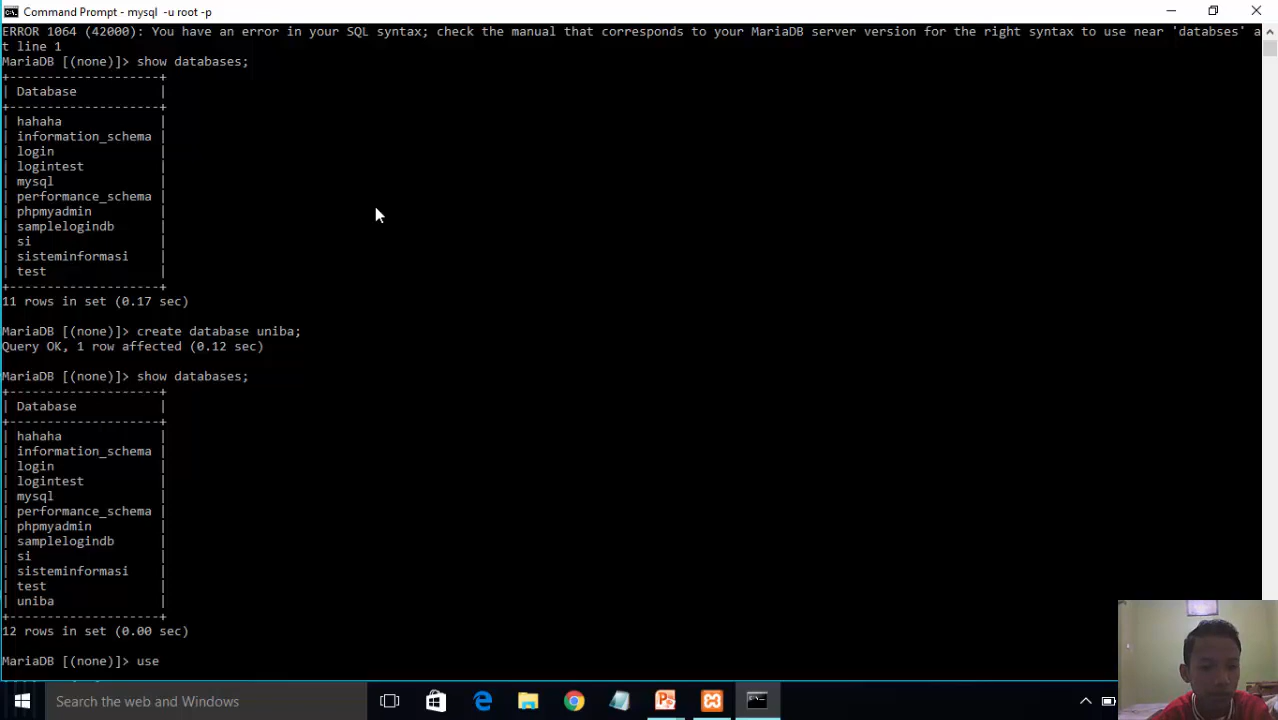 Command Prompt - mysql -u root -p
ERROR 1064 (42000): You have an error in your SQL syntax; check the manual that corresponds to your MariaDB server version for the right syntax to use near 'databses' a
t line 1
MariaDB [(none)]> show databases;
+--------------------+
| Database           |
+--------------------+
| hahaha             |
| information_schema |
| login              |
| logintest          |
| mysql              |
| performance_schema |
| phpmyadmin         |
| samplelogindb      |
| si                 |
| sisteminformasi    |
| test               |
+--------------------+
11 rows in set (0.17 sec)
MariaDB [(none)]> create database uniba;
Query OK, 1 row affected (0.12 sec)
MariaDB [(none)]> show databases;
+--------------------+
| Database           |
+--------------------+
| hahaha             |
| information_schema |
| login              |
| logintest          |
| mysql              |
| performance_schema |
| phpmyadmin         |
| samplelogindb      |
| si                 |
| sisteminformasi    |
| test               |
| uniba              |
+--------------------+
12 rows in set (0.00 sec)
MariaDB [(none)]> use
Search the web and Windows